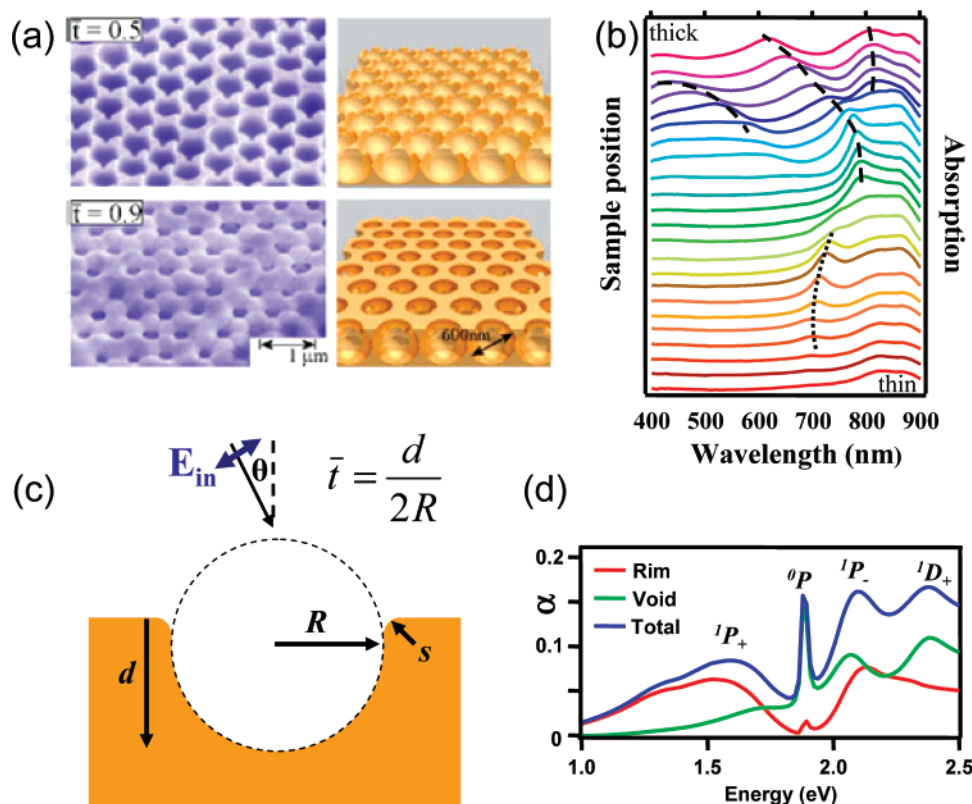 (a)
t̄ = 0.5
t̄ = 0.9
1 μm
600nm
(b)
thick
thin
Sample position
Absorption
400 500 600 700 800 900
Wavelength (nm)
(c)
E_in
θ
t̄ = d / 2R
R
d
s
(d)
0.2
0.1
0
α
Rim
Void
Total
¹P₊
⁰P
¹P₋
¹D₊
1.0 1.5 2.0 2.5
Energy (eV)